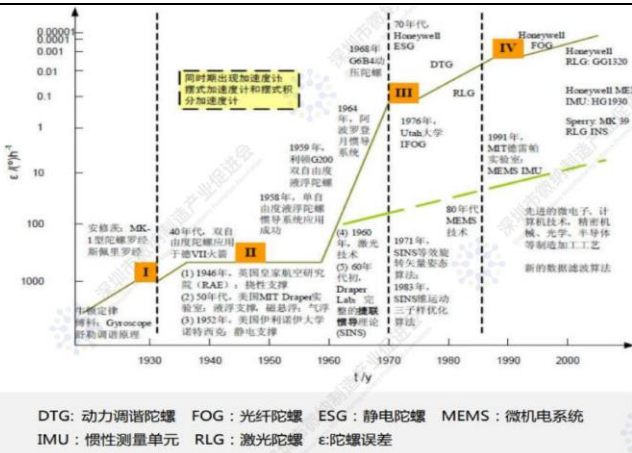 0.00001
0.0001
0.001
0.01
0.1
1
10
100
1000
ε /(°)h⁻¹
同时期出现加速度计
摆式加速度计和摆式积
分加速度计
安修茨：MK-
1型陀螺罗经
斯佩里罗经
I
牛顿定律
傅科：Gyroscope
舒勒调谐原理
40年代，双自
由度陀螺应用
于德VII火箭
II
(1) 1946年，英国皇家航空研究
院（RAE）：挠性支撑
(2) 50年代，美国MIT Draper实
验室：液浮支撑，磁悬浮；气浮
(3) 1952年，美国伊利诺伊大学
诺特西克：静电支撑
1958年，单自
由度液浮陀螺
惯导系统应用
成功
1959年，
利顿G200
双自由度
液浮陀螺
1964
年，阿
波罗登
月惯导
系统
1968年
G6B4动
压陀螺
(4) 1960
年，激光
技术
(5) 60年
代初，
Draper
Lab: 完
整的捷联
惯导理论
(SINS)
70年代,
Honeywell
ESG
DTG
III
RLG
1976年，
Utah大学
IFOG
80年代
MEMS
技术
1971年，
SINS等效旋
转矢量姿态
算法；
1983年，
SINS维运动
三子样优化
算法
IV
Honeywell
FOG
Honeywell
RLG: GG1320
Honeywell ME
IMU: HG1930
Sperry: MK 39
RLG INS
1991年，
MIT德雷帕
实验室：
MEMS IMU
先进的微电子、计
算机技术，精密机
械、光学、半导体
等制造加工工艺
新的数据滤波算法
1930
1940
1950
1960
1970
1980
1990
2000
t /y
DTG: 动力调谐陀螺 FOG：光纤陀螺 ESG：静电陀螺 MEMS：微机电系统
IMU：惯性测量单元 RLG：激光陀螺 ε:陀螺误差